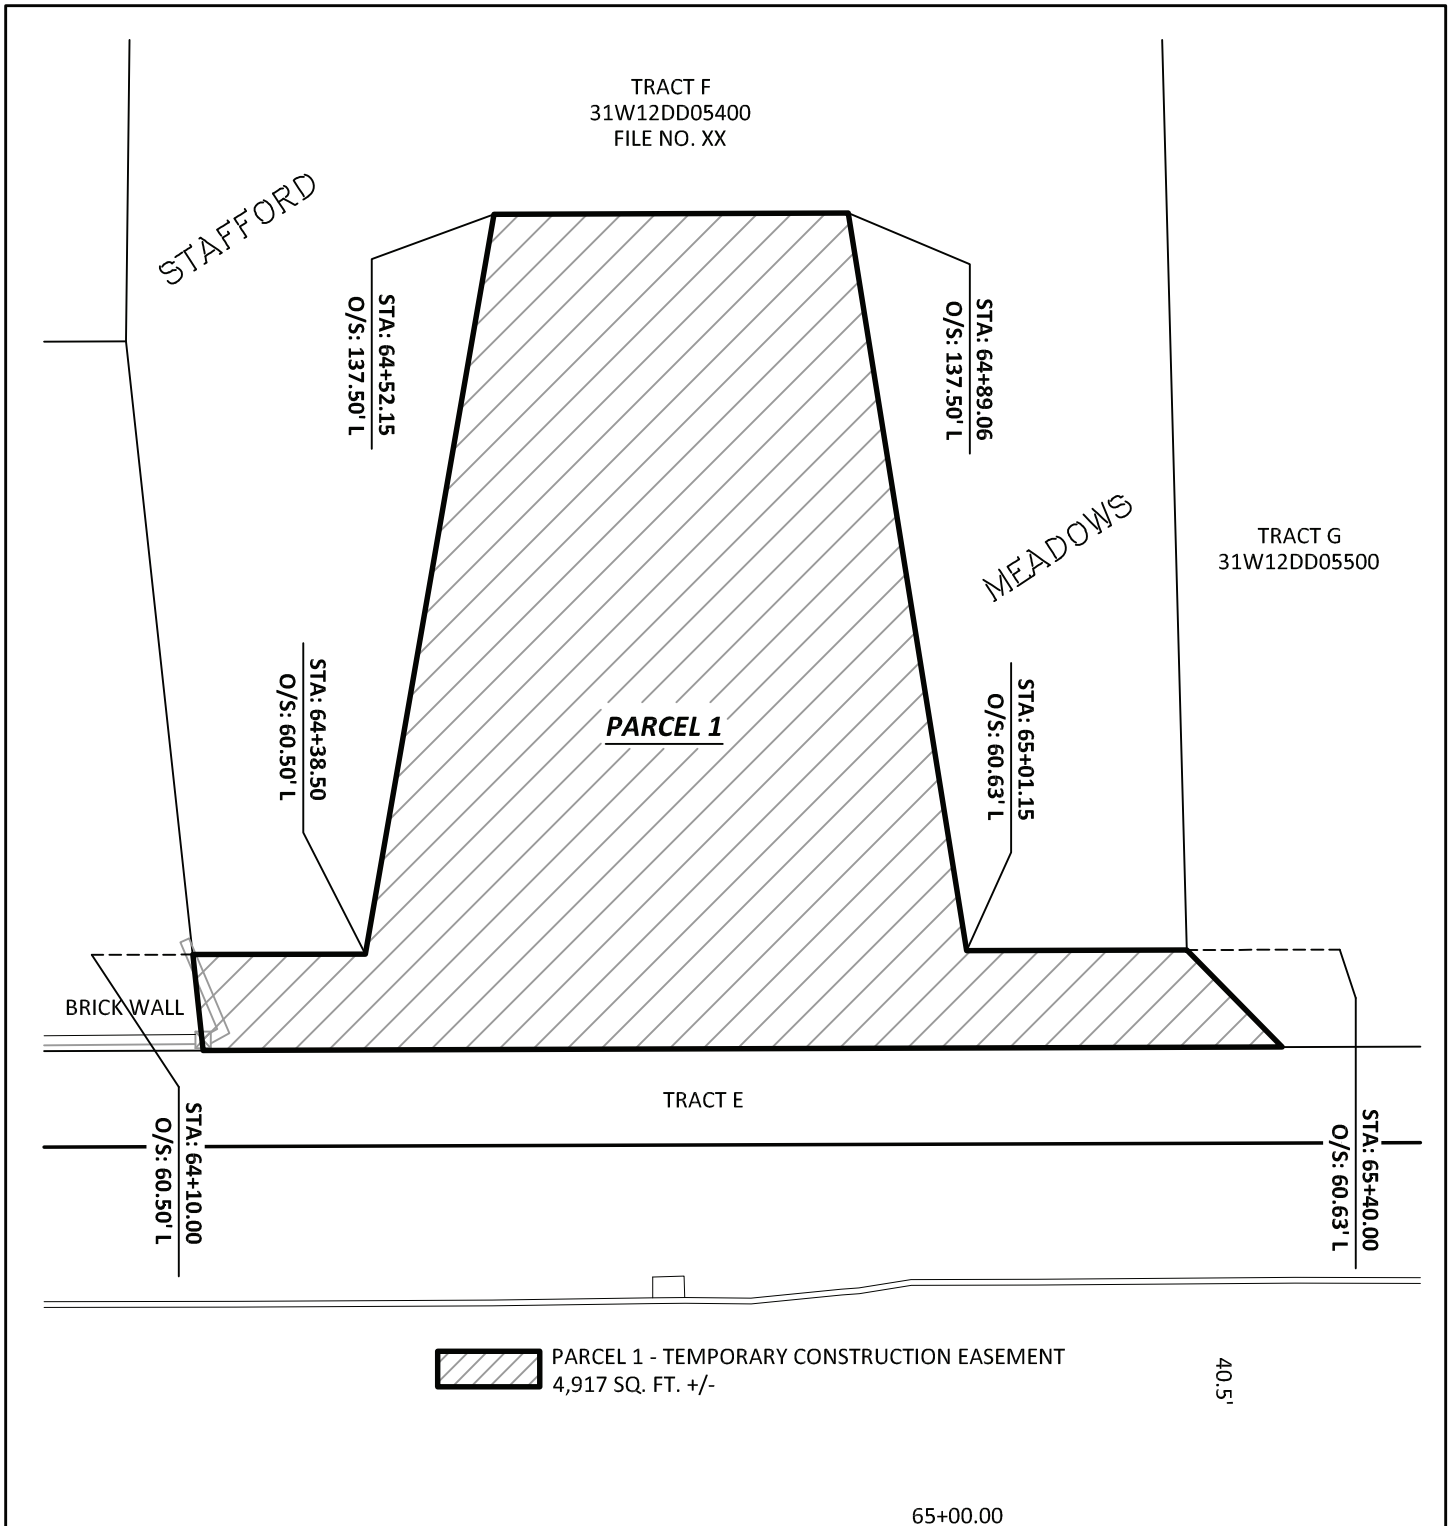 TRACT F
31W12DD05400
FILE NO. XX
STAFFORD
STA: 64+52.15
O/S: 137.50' L
STA: 64+89.06
O/S: 137.50' L
MEADOWS
TRACT G
31W12DD05500
STA: 64+38.50
O/S: 60.50' L
PARCEL 1
STA: 65+01.15
O/S: 60.63' L
BRICK WALL
TRACT E
STA: 64+10.00
O/S: 60.50' L
STA: 65+40.00
O/S: 60.63' L
PARCEL 1 - TEMPORARY CONSTRUCTION EASEMENT
4,917 SQ. FT. +/-
40.5'
65+00.00